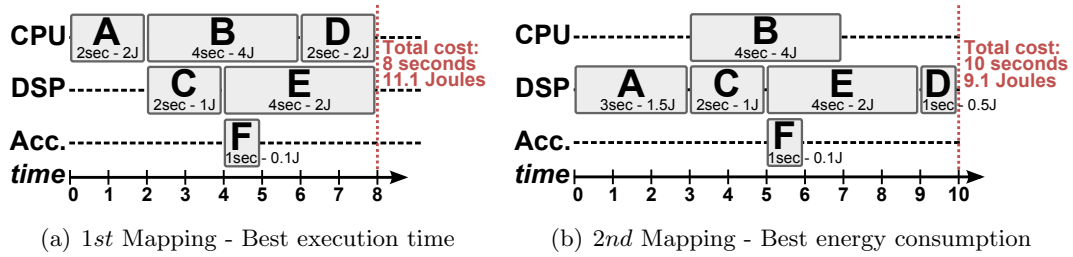 CPU A B D
2sec - 2J 4sec - 4J 2sec - 2J
Total cost:
8 seconds
11.1 Joules
DSP C E
2sec - 1J 4sec - 2J
Acc. F
1sec - 0.1J
time
0 1 2 3 4 5 6 7 8
(a) 1st Mapping - Best execution time
CPU B
4sec - 4J
Total cost:
10 seconds
9.1 Joules
DSP A C E D
3sec - 1.5J 2sec - 1J 4sec - 2J 1sec - 0.5J
Acc. F
1sec - 0.1J
time
0 1 2 3 4 5 6 7 8 9 10
(b) 2nd Mapping - Best energy consumption